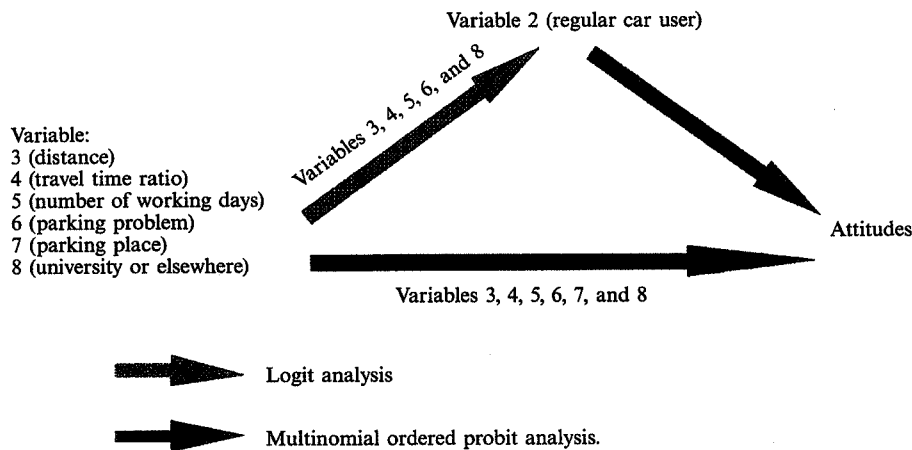 Variable 2 (regular car user)
Variables 3, 4, 5, 6, and 8
Variable:
3 (distance)
4 (travel time ratio)
5 (number of working days)
6 (parking problem)
7 (parking place)
8 (university or elsewhere)
Attitudes
Variables 3, 4, 5, 6, 7, and 8
Logit analysis
Multinomial ordered probit analysis.